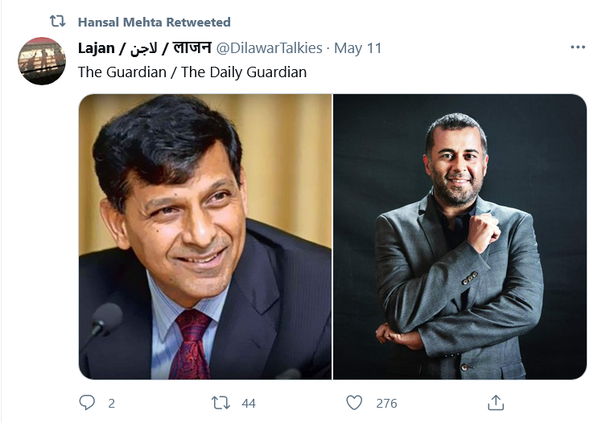 Hansal Mehta Retweeted
Lajan / لاجن / लाजन @DilawarTalkies · May 11
The Guardian / The Daily Guardian
2 44 276